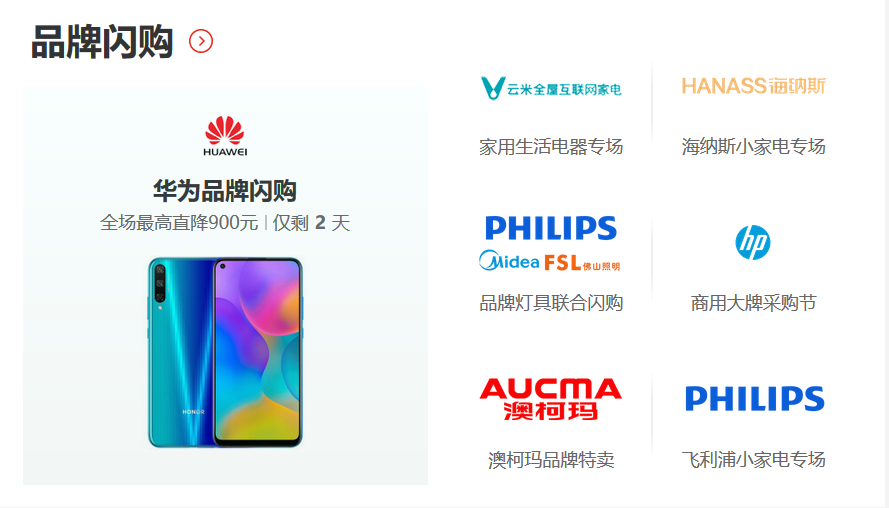 品牌闪购
HUAWEI
华为品牌闪购
全场最高直降900元 | 仅剩 2 天
HONOR
云米全屋互联网家电
家用生活电器专场
HANASS海纳斯
海纳斯小家电专场
PHILIPS
Midea FSL佛山照明
品牌灯具联合闪购
hp
商用大牌采购节
AUCMA
澳柯玛
澳柯玛品牌特卖
PHILIPS
飞利浦小家电专场